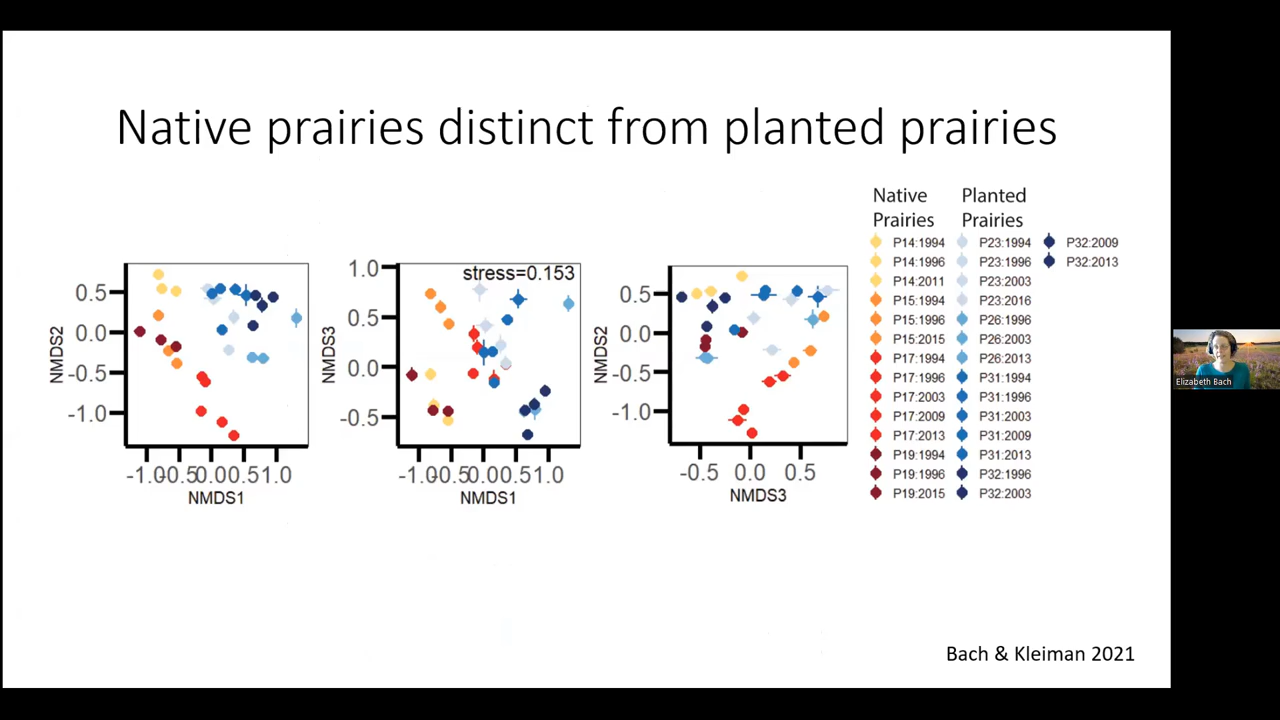 Native prairies distinct from planted prairies
0.5
0.0
-0.5
-1.0
NMDS2
-1.0
-0.5
0.0
0.5
1.0
NMDS1
stress=0.153
1.0
0.5
0.0
-0.5
NMDS3
-1.0
-0.5
0.0
0.5
1.0
NMDS1
0.5
0.0
-0.5
-1.0
NMDS2
-0.5
0.0
0.5
NMDS3
Native
Prairies
P14:1994
P14:1996
P14:2011
P15:1994
P15:1996
P15:2015
P17:1994
P17:1996
P17:2003
P17:2009
P17:2013
P19:1994
P19:1996
P19:2015
Planted
Prairies
P23:1994
P23:1996
P23:2003
P23:2016
P26:1996
P26:2013
P31:1994
P31:1996
P31:2003
P31:2009
P31:2013
P32:1996
P32:2003
P32:2009
P32:2013
Elizabeth Bach
Bach & Kleiman 2021